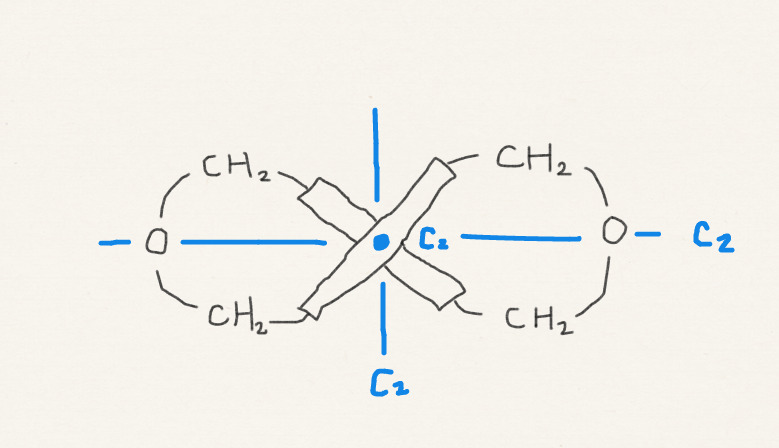 CH₂ CH₂
O C₂ O C₂
CH₂ CH₂
C₂